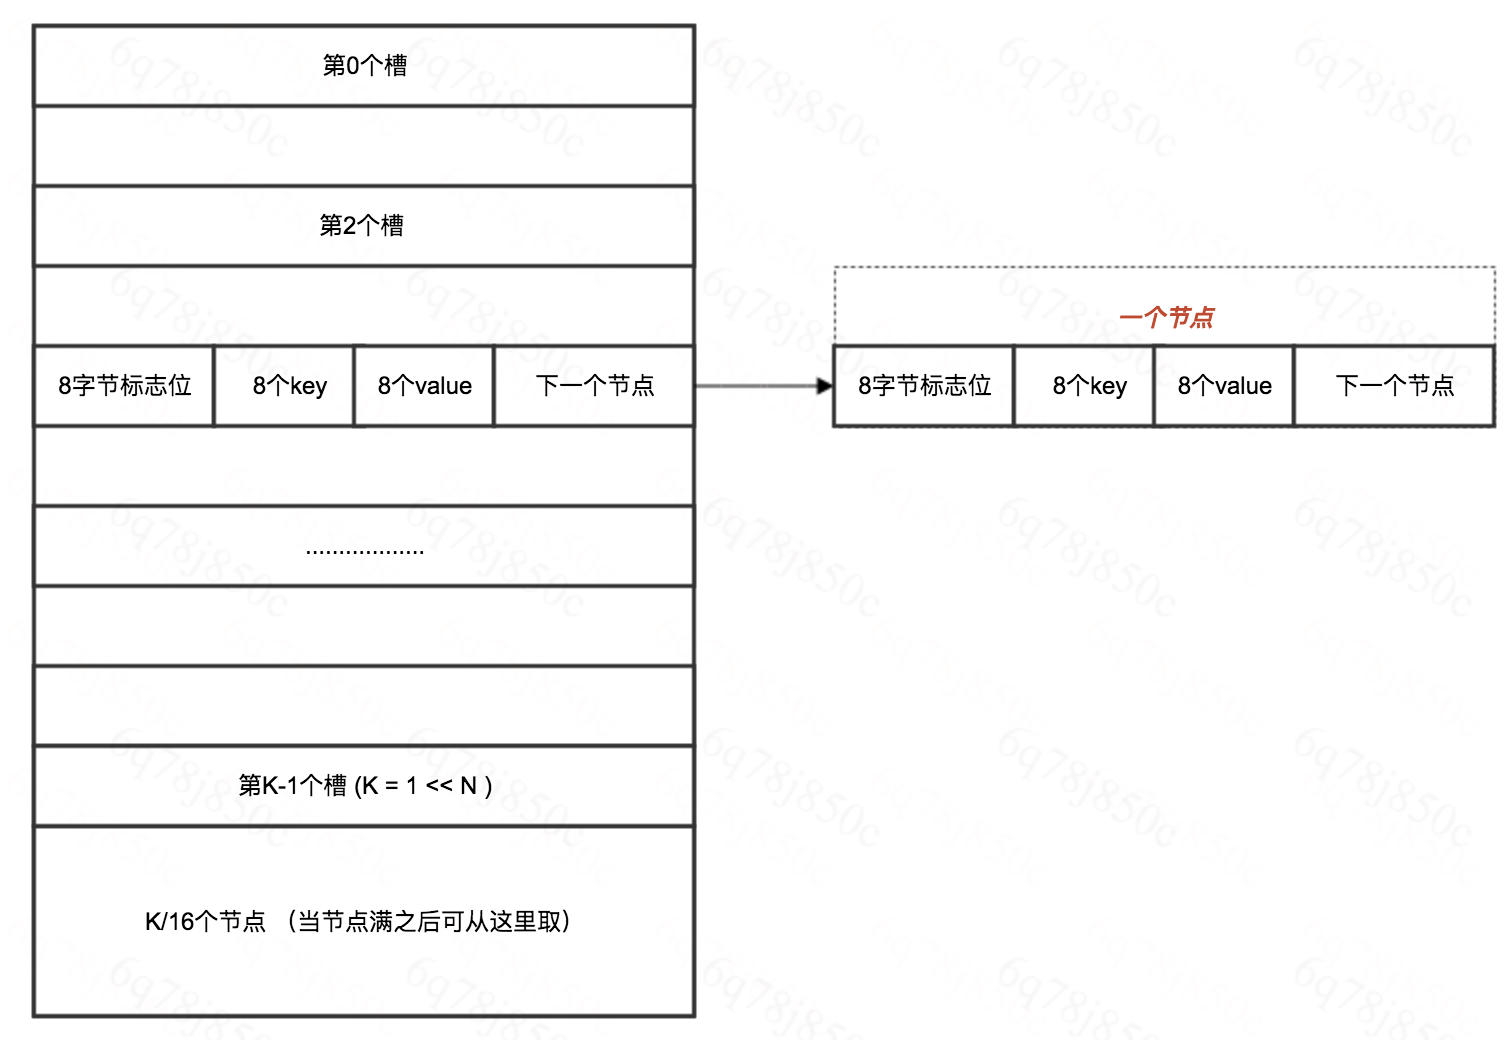 第0个槽
第2个槽
一个节点
8字节标志位 8个key 8个value 下一个节点
8字节标志位 8个key 8个value 下一个节点
..................
第K-1个槽 (K = 1 << N )
K/16个节点 （当节点满之后可从这里取）
6q78j850c